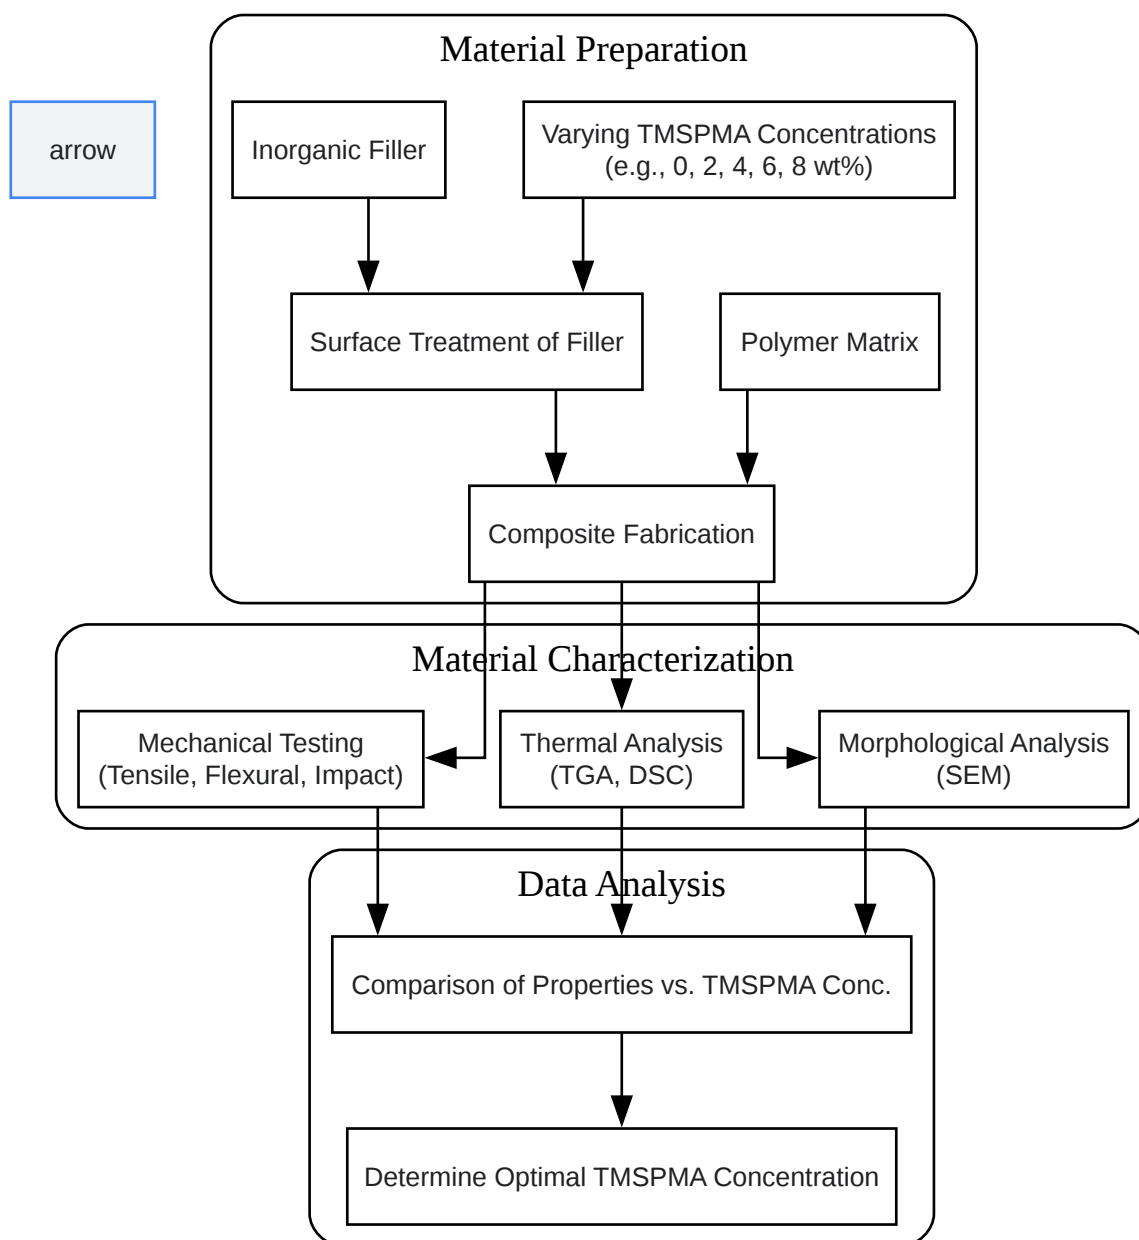 Material Preparation
arrow
Inorganic Filler
Varying TMSPMA Concentrations
(e.g., 0, 2, 4, 6, 8 wt%)
Surface Treatment of Filler
Polymer Matrix
Composite Fabrication
Material Characterization
Mechanical Testing
(Tensile, Flexural, Impact)
Thermal Analysis
(TGA, DSC)
Morphological Analysis
(SEM)
Data Analysis
Comparison of Properties vs. TMSPMA Conc.
Determine Optimal TMSPMA Concentration